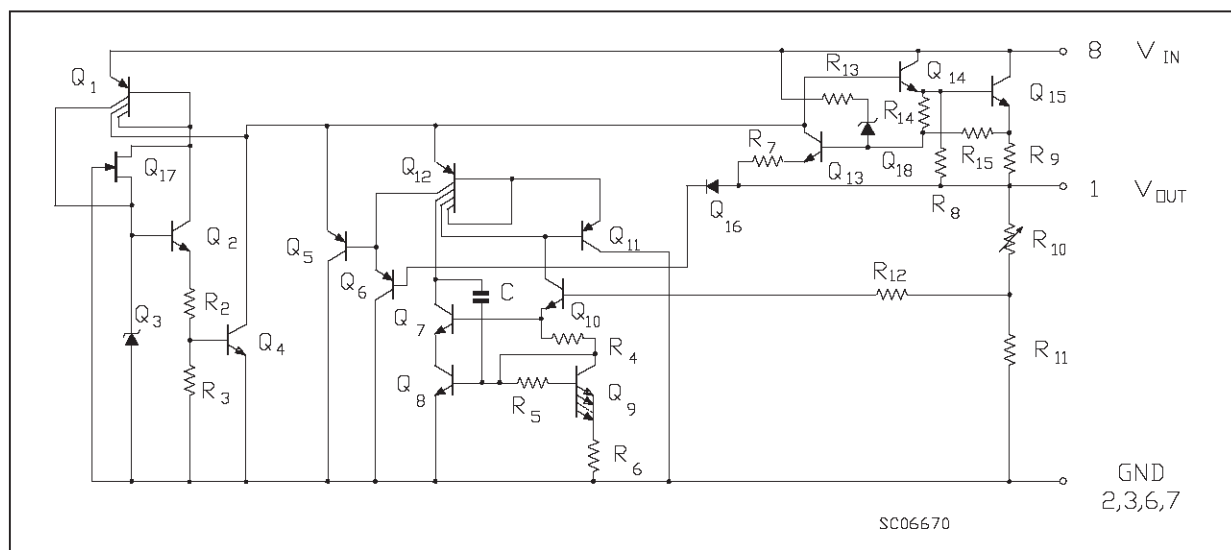 8 V IN
Q 1
R 13
Q 14
Q 15
R 14
R 7
R 15
R 9
Q 17
Q 12
Q 13
Q 18
1 V OUT
R 8
Q 16
Q 2
Q 5
Q 11
R 10
Q 6
R 12
C
R 2
Q 3
Q 7
Q 10
Q 4
R 4
R 11
R 3
Q 8
R 5
Q 9
R 6
GND
2,3,6,7
SC06670